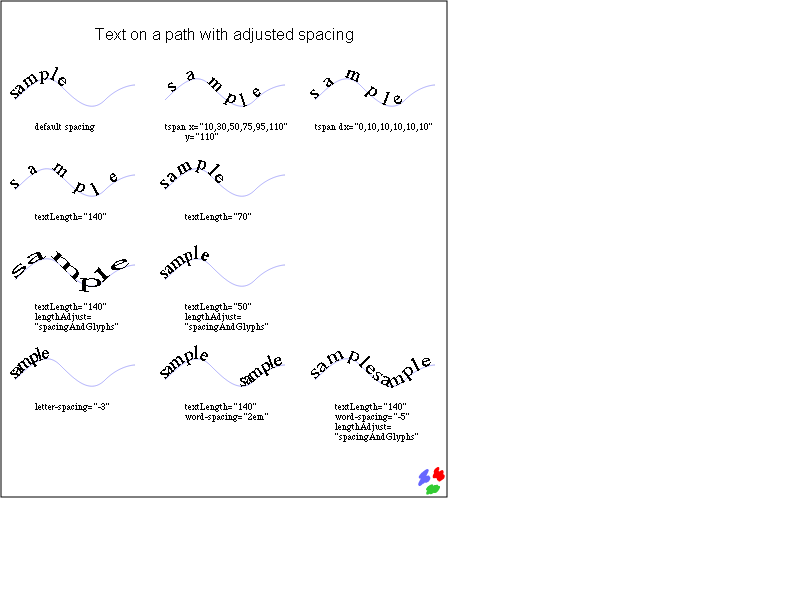 Text on a path with adjusted spacing
sample
sample
sample
default spacing
tspan x="10,30,50,75,95,110"
y="110"
tspan dx="0,10,10,10,10,10"
sample
sample
textLength="140"
textLength="70"
sample
sample
textLength="140"
lengthAdjust=
"spacingAndGlyphs"
textLength="50"
lengthAdjust=
"spacingAndGlyphs"
sample
sample sample
samplesample
letter-spacing="-3"
textLength="140"
word-spacing="2em"
textLength="140"
word-spacing="-5"
lengthAdjust=
"spacingAndGlyphs"